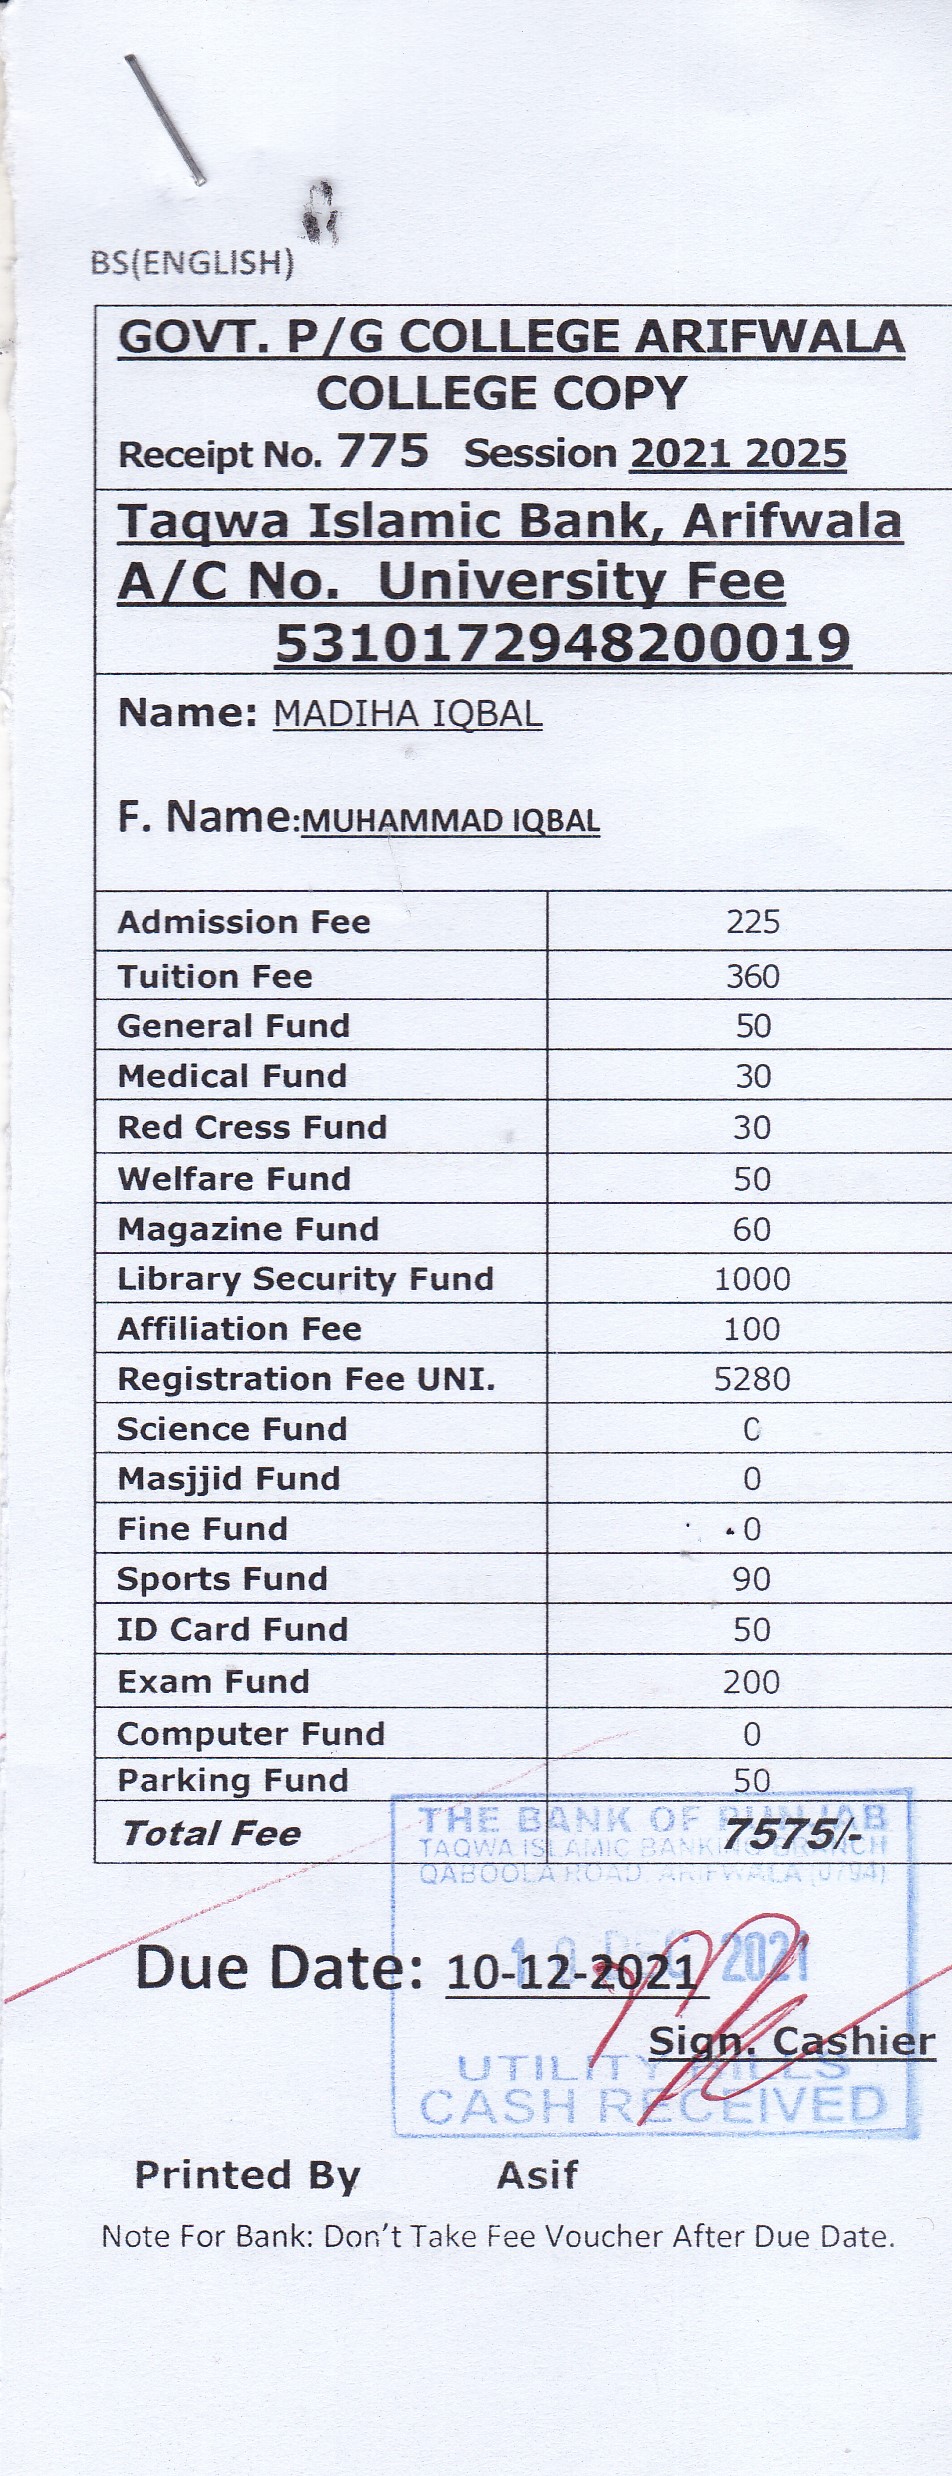 BS(ENGLISH)
GOVT. P/G COLLEGE ARIFWALA
COLLEGE COPY
Receipt No. 775 Session 2021 2025
Taqwa Islamic Bank, Arifwala
A/C No. University Fee
5310172948200019
Name: MADIHA IQBAL
F. Name:MUHAMMAD IQBAL
Admission Fee 225
Tuition Fee 360
General Fund 50
Medical Fund 30
Red Cress Fund 30
Welfare Fund 50
Magazine Fund 60
Library Security Fund 1000
Affiliation Fee 100
Registration Fee UNI. 5280
Science Fund 0
Masjjid Fund 0
Fine Fund 0
Sports Fund 90
ID Card Fund 50
Exam Fund 200
Computer Fund 0
Parking Fund 50
THE BANK OF PUNJAB
Total Fee 7575/-
TAQWA ISLAMIC BANKING BRANCH
QABOOLA ROAD, ARIFWALA (0794)
10 DEC 2021
Due Date: 10-12-2021
Sign. Cashier
UTILITY BILLS
CASH RECEIVED
Printed By Asif
Note For Bank: Don't Take Fee Voucher After Due Date.